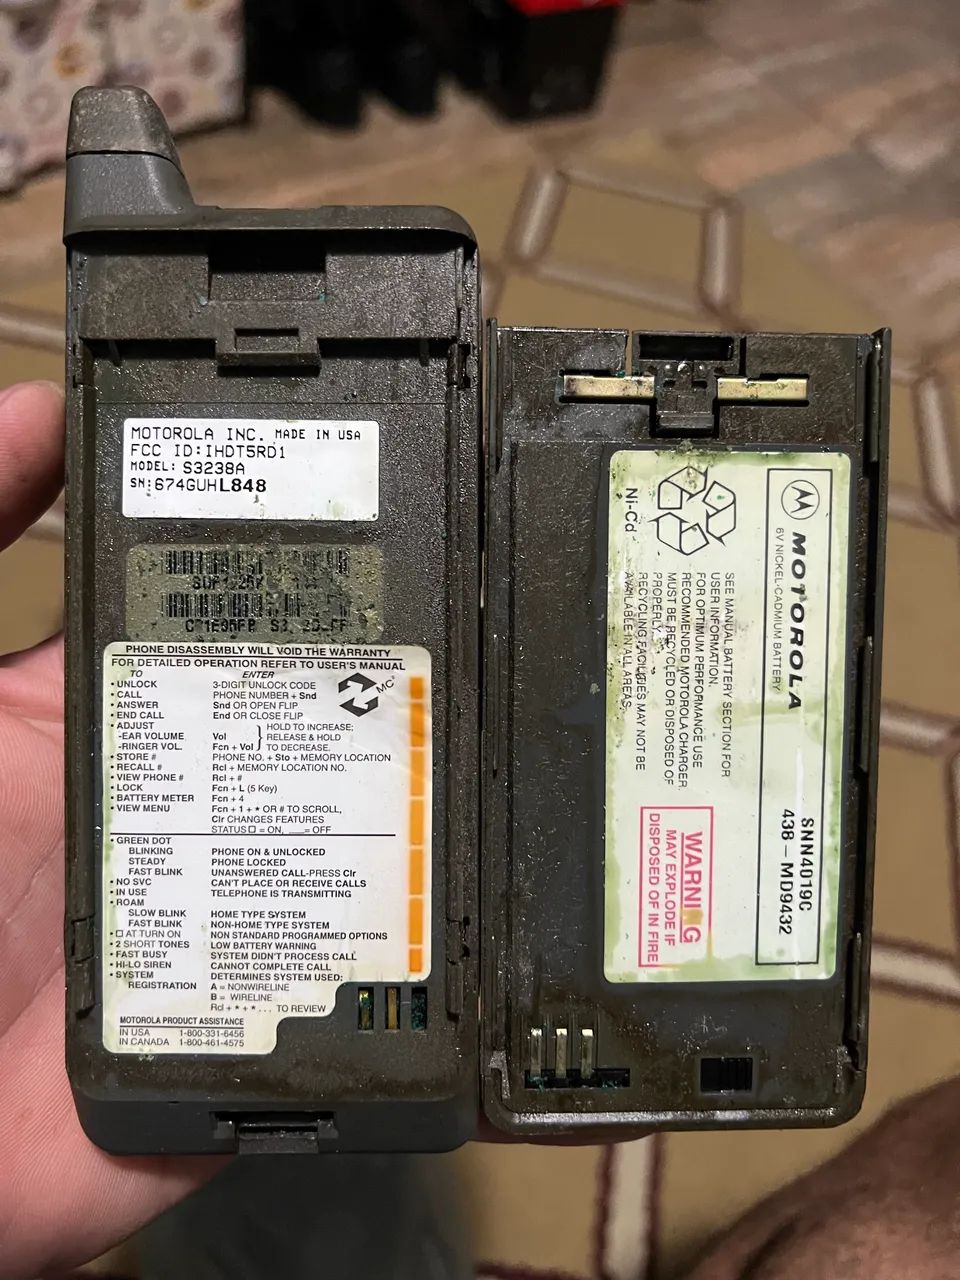 MOTOROLA INC. MADE IN USA
FCC ID:IHDT5RD1
MODEL: S3238A
SN:674GUHL848
PHONE DISASSEMBLY WILL VOID THE WARRANTY
FOR DETAILED OPERATION REFER TO USER'S MANUAL
TO ENTER
• UNLOCK 3-DIGIT UNLOCK CODE
• CALL PHONE NUMBER + Snd
• ANSWER Snd OR OPEN FLIP
• END CALL End OR CLOSE FLIP
• ADJUST HOLD TO INCREASE;
-EAR VOLUME Vol } RELEASE & HOLD
-RINGER VOL. Fcn + Vol TO DECREASE.
• STORE # PHONE NO. + Sto + MEMORY LOCATION
• RECALL # Rcl + MEMORY LOCATION NO.
• VIEW PHONE # Rcl + #
• LOCK Fcn + L (5 Key)
• BATTERY METER Fcn + 4
• VIEW MENU Fcn + 1 + * OR # TO SCROLL,
Clr CHANGES FEATURES
STATUS □ = ON, __= OFF
• GREEN DOT
BLINKING PHONE ON & UNLOCKED
STEADY PHONE LOCKED
FAST BLINK UNANSWERED CALL-PRESS Clr
• NO SVC CAN'T PLACE OR RECEIVE CALLS
• IN USE TELEPHONE IS TRANSMITTING
• ROAM
SLOW BLINK HOME TYPE SYSTEM
FAST BLINK NON-HOME TYPE SYSTEM
• □ AT TURN ON NON STANDARD PROGRAMMED OPTIONS
• 2 SHORT TONES LOW BATTERY WARNING
• FAST BUSY SYSTEM DIDN'T PROCESS CALL
• HI-LO SIREN CANNOT COMPLETE CALL
• SYSTEM DETERMINES SYSTEM USED:
REGISTRATION A = NONWIRELINE
B = WIRELINE
Rcl + * + * . . . TO REVIEW
MOTOROLA PRODUCT ASSISTANCE
IN USA 1-800-331-6456
IN CANADA 1-800-461-4575
MC
MOTOROLA
6V NICKEL-CADMIUM BATTERY
SNN4019C
438 – MD9432
SEE MANUAL BATTERY SECTION FOR
USER INFORMATION.
FOR OPTIMUM PERFORMANCE USE
RECOMMENDED MOTOROLA CHARGER.
MUST BE RECYCLED OR DISPOSED OF
PROPERLY.
RECYCLING FACILITIES MAY NOT BE
AVAILABLE IN ALL AREAS.
Ni-Cd
WARNING
MAY EXPLODE IF
DISPOSED OF IN FIRE